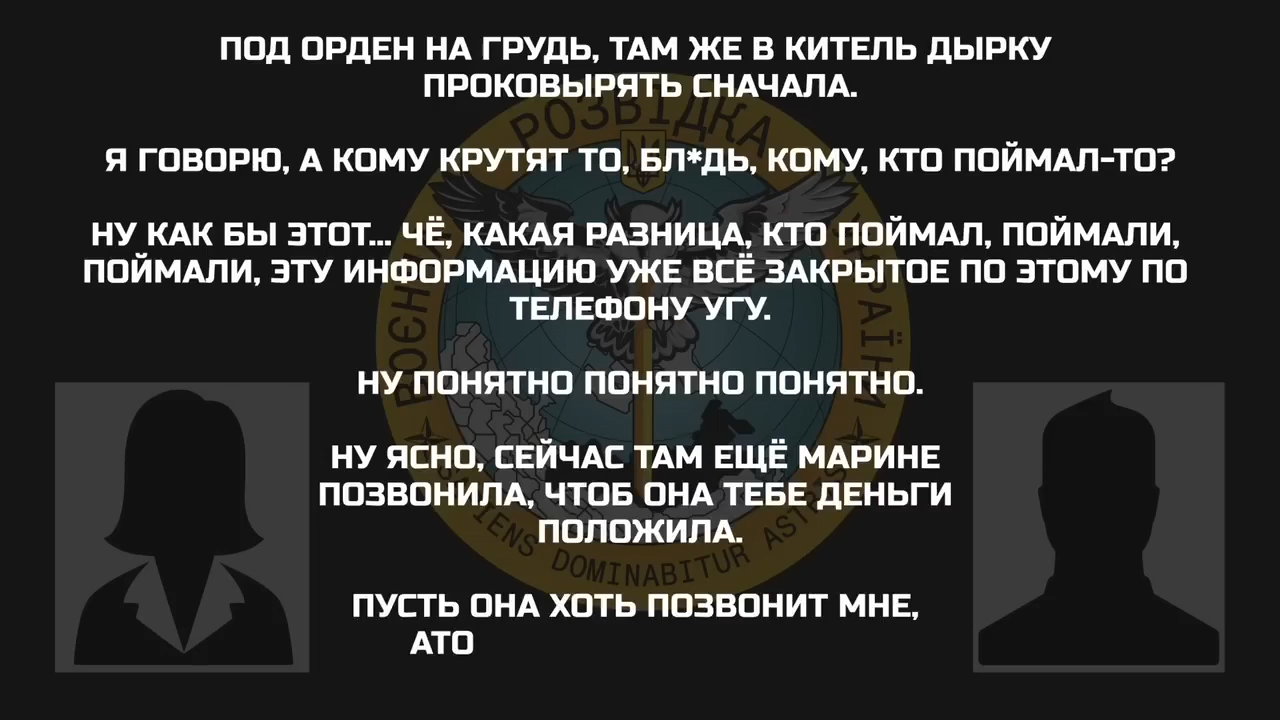 ПОД ОРДЕН НА ГРУДЬ, ТАМ ЖЕ В КИТЕЛЬ ДЫРКУ
ПРОКОВЫРЯТЬ СНАЧАЛА.
Я ГОВОРЮ, А КОМУ КРУТЯТ ТО, БЛ*ДЬ, КОМУ, КТО ПОЙМАЛ-ТО?
НУ КАК БЫ ЭТОТ... ЧЁ, КАКАЯ РАЗНИЦА, КТО ПОЙМАЛ, ПОЙМАЛИ,
ПОЙМАЛИ, ЭТУ ИНФОРМАЦИЮ УЖЕ ВСЁ ЗАКРЫТОЕ ПО ЭТОМУ ПО
ТЕЛЕФОНУ УГУ.
НУ ПОНЯТНО ПОНЯТНО ПОНЯТНО.
НУ ЯСНО, СЕЙЧАС ТАМ ЕЩЁ МАРИНЕ
ПОЗВОНИЛА, ЧТОБ ОНА ТЕБЕ ДЕНЬГИ
ПОЛОЖИЛА.
ПУСТЬ ОНА ХОТЬ ПОЗВОНИТ МНЕ,
АТО
РОЗВІДКА
DOMINABITUR